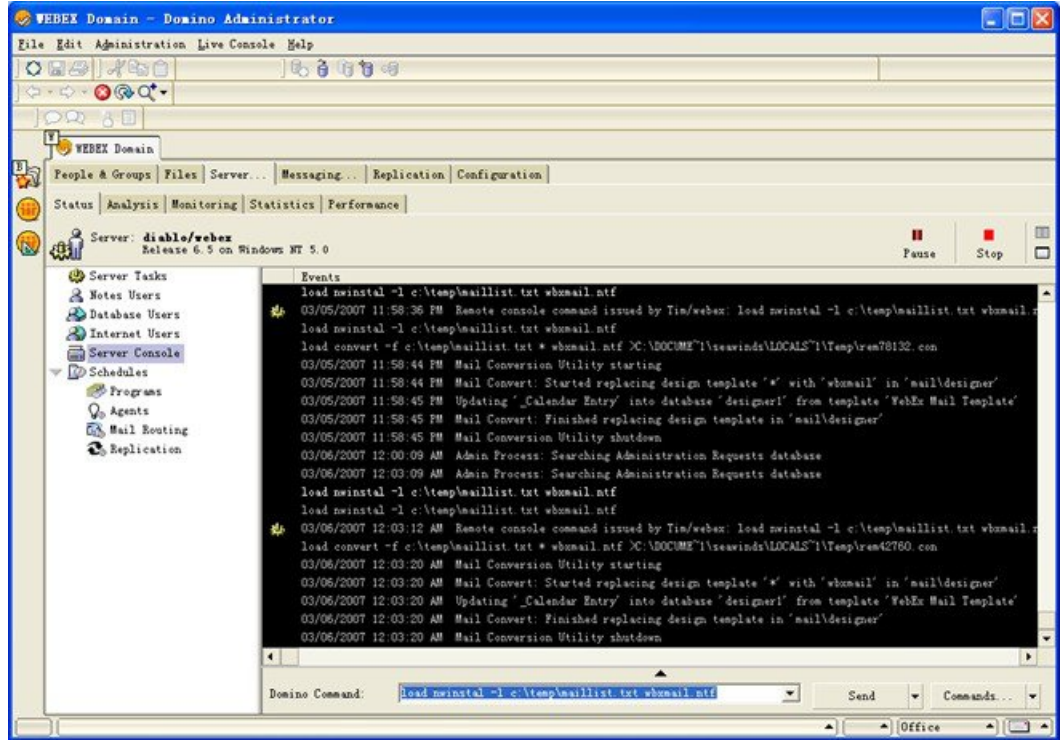 WEBEX Domain - Domino Administrator
File Edit Administration Live Console Help
WEBEX Domain
People & Groups Files Server... Messaging... Replication Configuration
Status Analysis Monitoring Statistics Performance
Server: diablo/webex
Release 6.5 on Windows NT 5.0
Pause Stop
Server Tasks
Notes Users
Database Users
Internet Users
Server Console
Schedules
Programs
Agents
Mail Routing
Replication
Events
load nwinstal -l c:\temp\maillist.txt wbxmail.ntf
03/05/2007 11:58:36 PM Remote console command issued by Tim/webex: load nwinstal -l c:\temp\maillist.txt wbxmail.
load nwinstal -l c:\temp\maillist.txt wbxmail.ntf
load convert -f c:\temp\maillist.txt * wbxmail.ntf >C:\DOCUME~1\seawinds\LOCALS~1\Temp\rem78132.con
03/05/2007 11:58:44 PM Mail Conversion Utility starting
03/05/2007 11:58:44 PM Mail Convert: Started replacing design template '*' with 'wbxmail' in 'mail\designer'
03/05/2007 11:58:45 PM Updating '_Calendar Entry' into database 'designer1' from template 'WebEx Mail Template'
03/05/2007 11:58:45 PM Mail Convert: Finished replacing design template in 'mail\designer'
03/05/2007 11:58:45 PM Mail Conversion Utility shutdown
03/06/2007 12:00:09 AM Admin Process: Searching Administration Requests database
03/06/2007 12:03:09 AM Admin Process: Searching Administration Requests database
load nwinstal -l c:\temp\maillist.txt wbxmail.ntf
load nwinstal -l c:\temp\maillist.txt wbxmail.ntf
03/06/2007 12:03:12 AM Remote console command issued by Tim/webex: load nwinstal -l c:\temp\maillist.txt wbxmail.
load convert -f c:\temp\maillist.txt * wbxmail.ntf >C:\DOCUME~1\seawinds\LOCALS~1\Temp\rem42760.con
03/06/2007 12:03:20 AM Mail Conversion Utility starting
03/06/2007 12:03:20 AM Mail Convert: Started replacing design template '*' with 'wbxmail' in 'mail\designer'
03/06/2007 12:03:20 AM Updating '_Calendar Entry' into database 'designer1' from template 'WebEx Mail Template'
03/06/2007 12:03:20 AM Mail Convert: Finished replacing design template in 'mail\designer'
03/06/2007 12:03:20 AM Mail Conversion Utility shutdown
Domino Command: load nwinstal -l c:\temp\maillist.txt wbxmail.ntf Send Commands...
Office